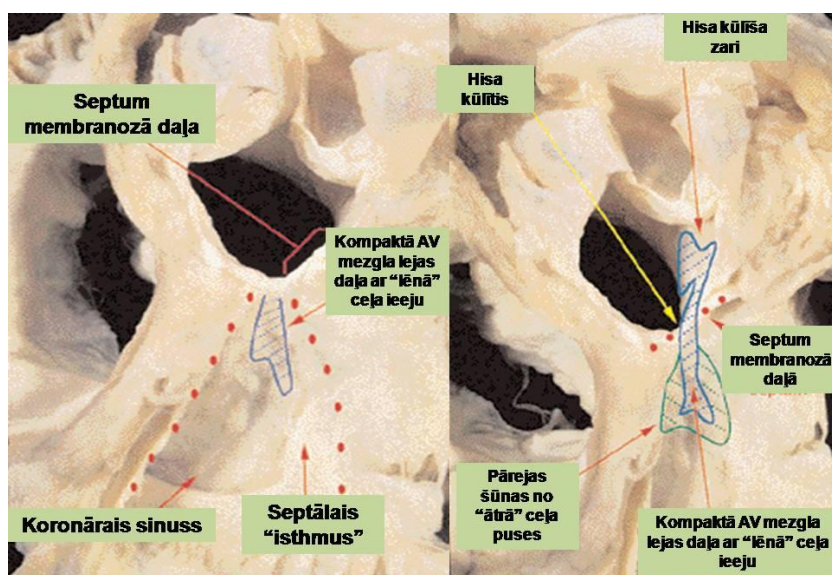 Septum
membranozā daļa
Kompaktā AV
mezgla lejas
daļa ar “lēnā”
ceļa ieeju
Koronārais sinuss
Septālais
“isthmus”
Hisa kūlīša
zari
Hisa
kūlītis
Septum
membranozā
daļā
Pārejas
šūnas no
“ātrā” ceļa
puses
Kompaktā AV mezgla
lejas daļa ar “lēnā” ceļa
ieeju